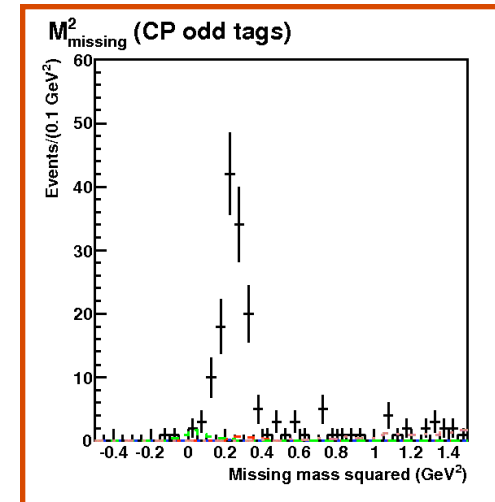 M²missing (CP odd tags)
Events/(0.1 GeV²)
60
50
40
30
20
10
0
-0.4 -0.2 0 0.2 0.4 0.6 0.8 1 1.2 1.4
Missing mass squared (GeV²)